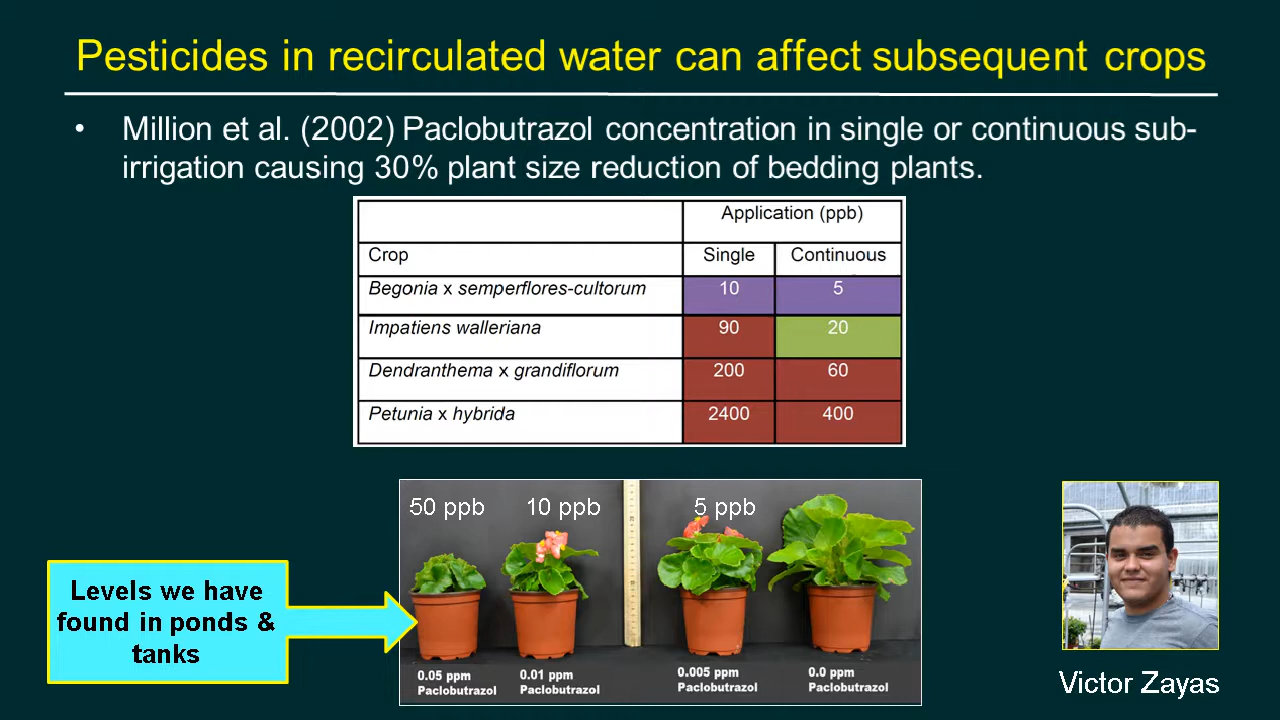 Pesticides in recirculated water can affect subsequent crops
• Million et al. (2002) Paclobutrazol concentration in single or continuous sub-
irrigation causing 30% plant size reduction of bedding plants.
Application (ppb)
Crop Single Continuous
Begonia x semperflores-cultorum 10 5
Impatiens walleriana 90 20
Dendranthema x grandiflorum 200 60
Petunia x hybrida 2400 400
50 ppb 10 ppb 5 ppb
Levels we have
found in ponds &
tanks
0.05 ppm
Paclobutrazol
0.01 ppm
Paclobutrazol
0.005 ppm
Paclobutrazol
0.0 ppm
Paclobutrazol
Victor Zayas